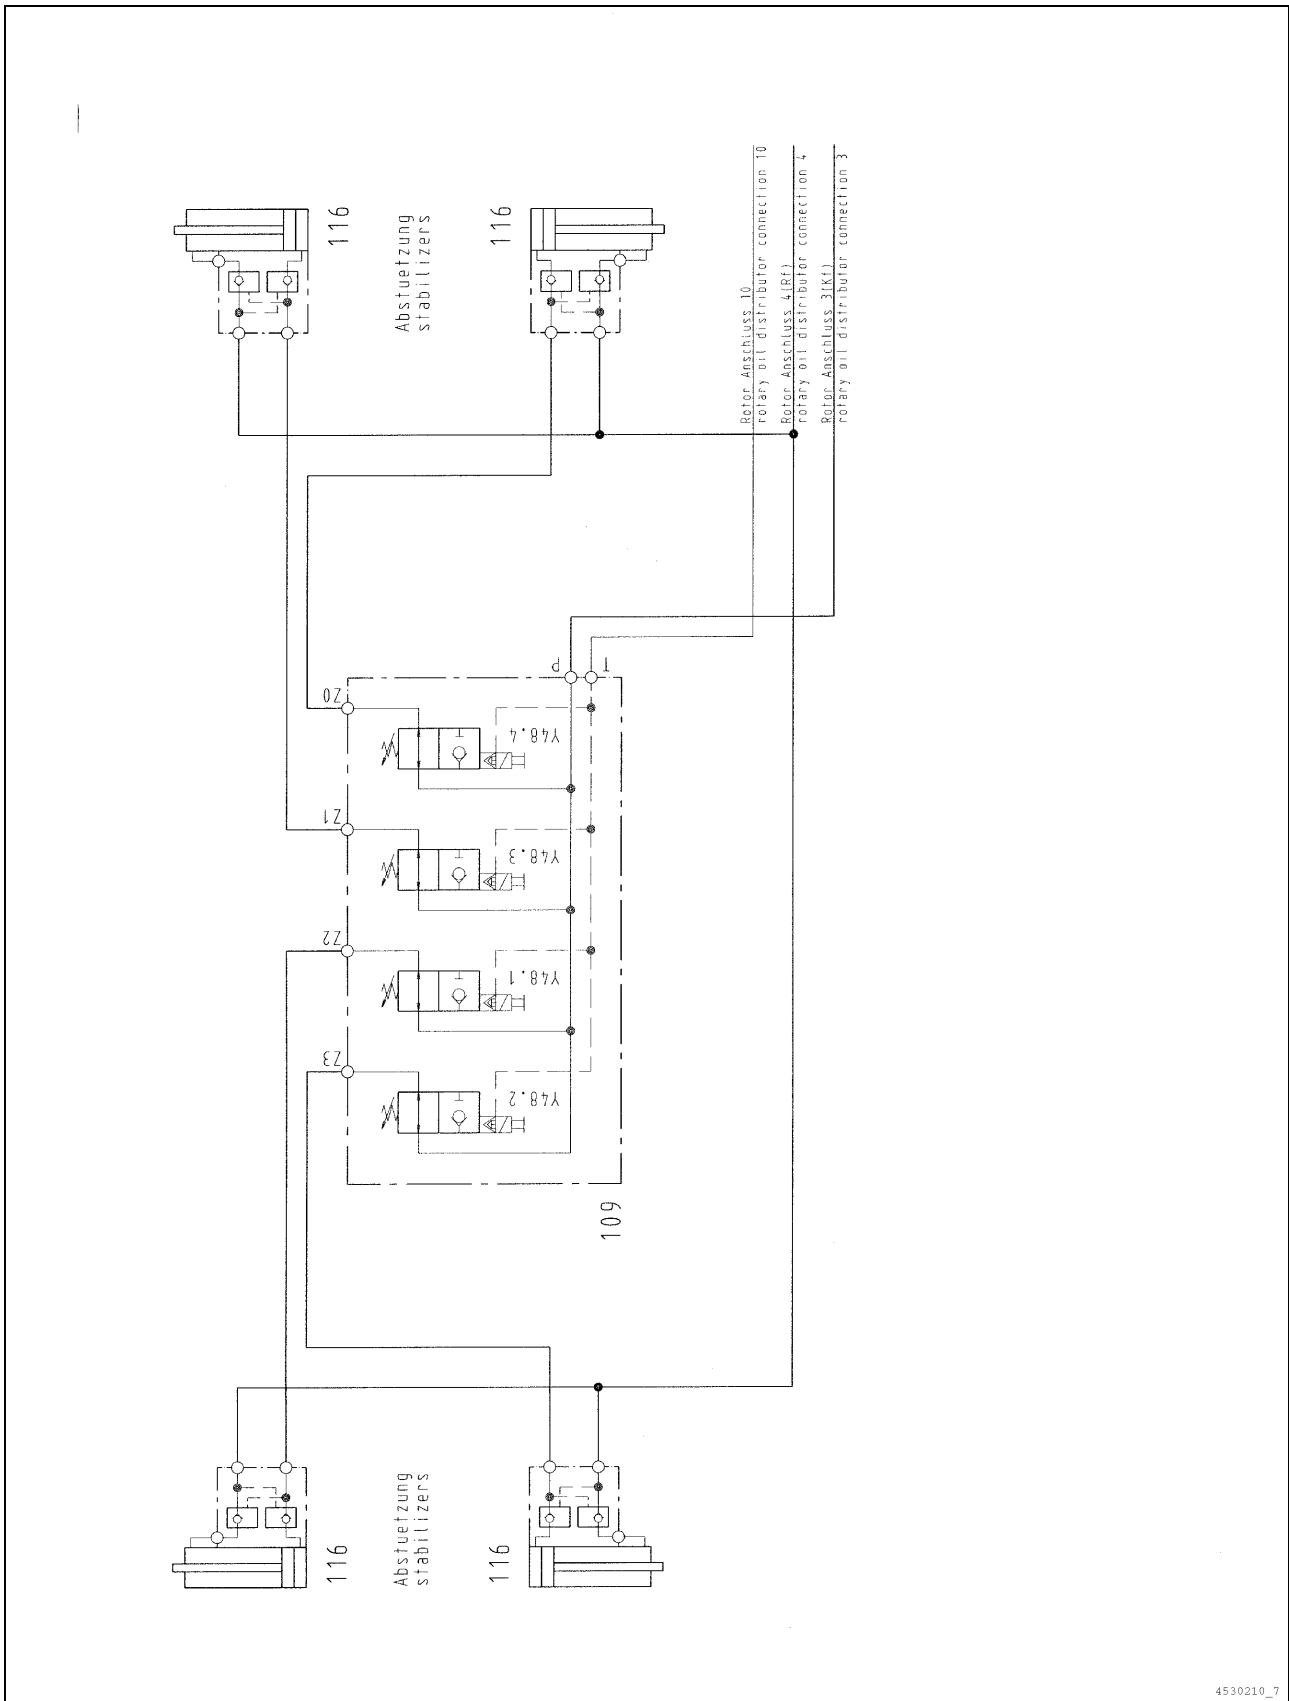 116
Abstuetzung
stabilizers
116
Rotor Anschluss 10
rotary oil distributor connection 10
Rotor Anschluss 4(Rf)
rotary oil distributor connection 4
Rotor Anschluss 3(Kf)
rotary oil distributor connection 3
P
T
Z0
Y48.4
Z1
Y48.3
Z2
Y48.1
Z3
Y48.2
109
116
Abstuetzung
stabilizers
116
4530210_7